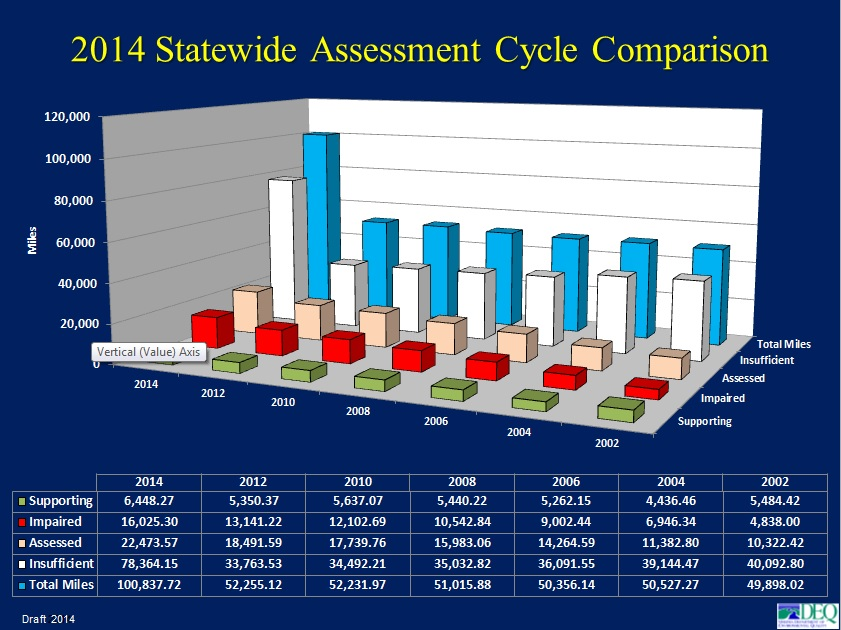 2014 Statewide Assessment Cycle Comparison
120,000
100,000
80,000
60,000
40,000
20,000
0
Miles
Vertical (Value) Axis
2014
2012
2010
2008
2006
2004
2002
Total Miles
Insufficient
Assessed
Impaired
Supporting
2014 2012 2010 2008 2006 2004 2002
Supporting 6,448.27 5,350.37 5,637.07 5,440.22 5,262.15 4,436.46 5,484.42
Impaired 16,025.30 13,141.22 12,102.69 10,542.84 9,002.44 6,946.34 4,838.00
Assessed 22,473.57 18,491.59 17,739.76 15,983.06 14,264.59 11,382.80 10,322.42
Insufficient 78,364.15 33,763.53 34,492.21 35,032.82 36,091.55 39,144.47 40,092.80
Total Miles 100,837.72 52,255.12 52,231.97 51,015.88 50,356.14 50,527.27 49,898.02
Draft 2014
DEQ